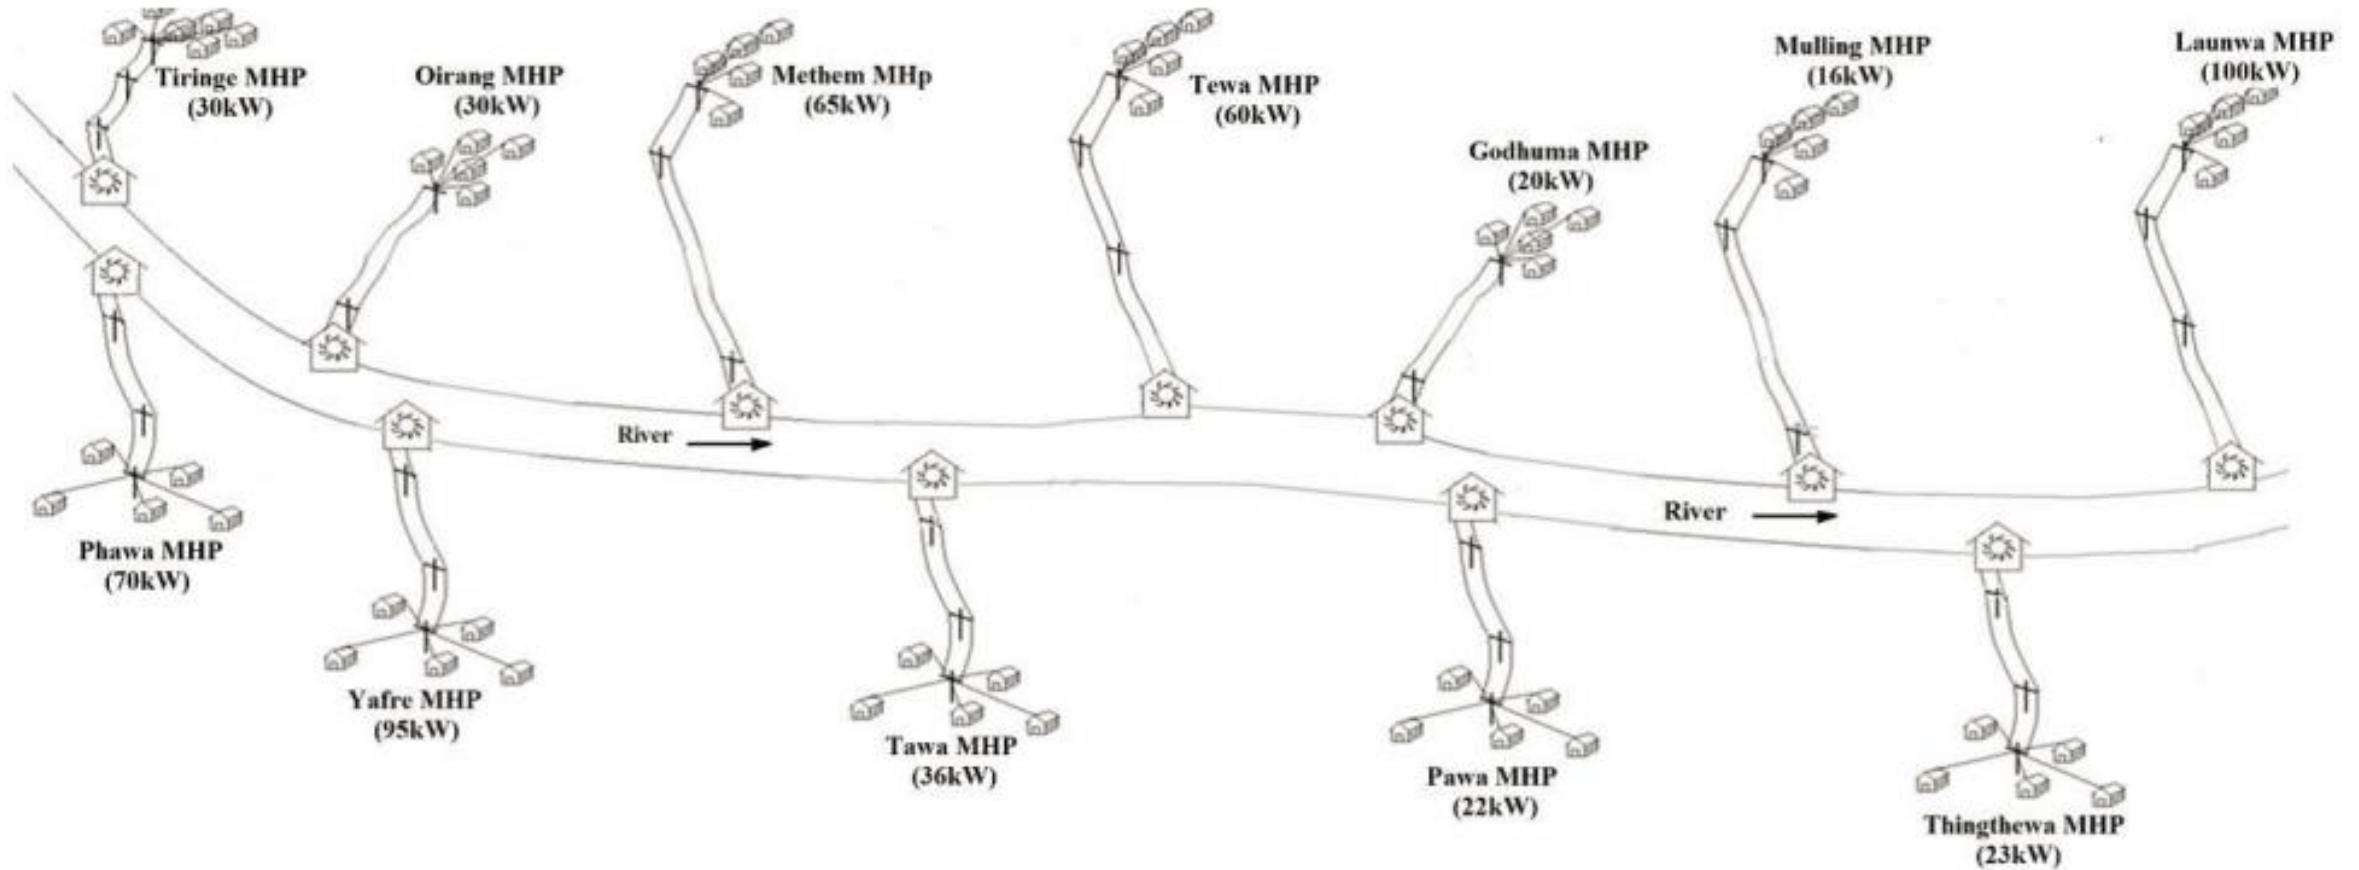 Tiringe MHP
(30kW)
Oirang MHP
(30kW)
Methem MHp
(65kW)
Tewa MHP
(60kW)
Godhuma MHP
(20kW)
Mulling MHP
(16kW)
Launwa MHP
(100kW)
River
River
Phawa MHP
(70kW)
Yafre MHP
(95kW)
Tawa MHP
(36kW)
Pawa MHP
(22kW)
Thingthewa MHP
(23kW)